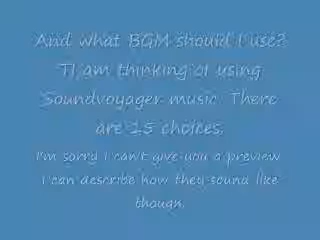 And what BGM should I use?
I am thinking of using
Soundvoyager music. There
are 15 choices.
I'm sorry I can't give you a preview
I can describe how they sound like
though.